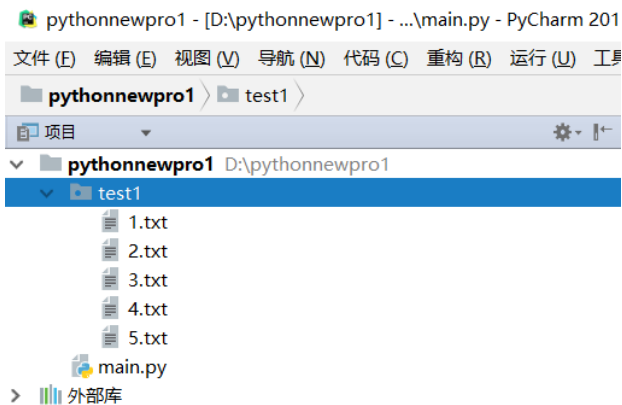 pythonnewpro1 - [D:\pythonnewpro1] - ...\main.py - PyCharm 201
文件 (F) 编辑 (E) 视图 (V) 导航 (N) 代码 (C) 重构 (R) 运行 (U) 工具
pythonnewpro1 test1
项目
pythonnewpro1 D:\pythonnewpro1
test1
1.txt
2.txt
3.txt
4.txt
5.txt
main.py
外部库